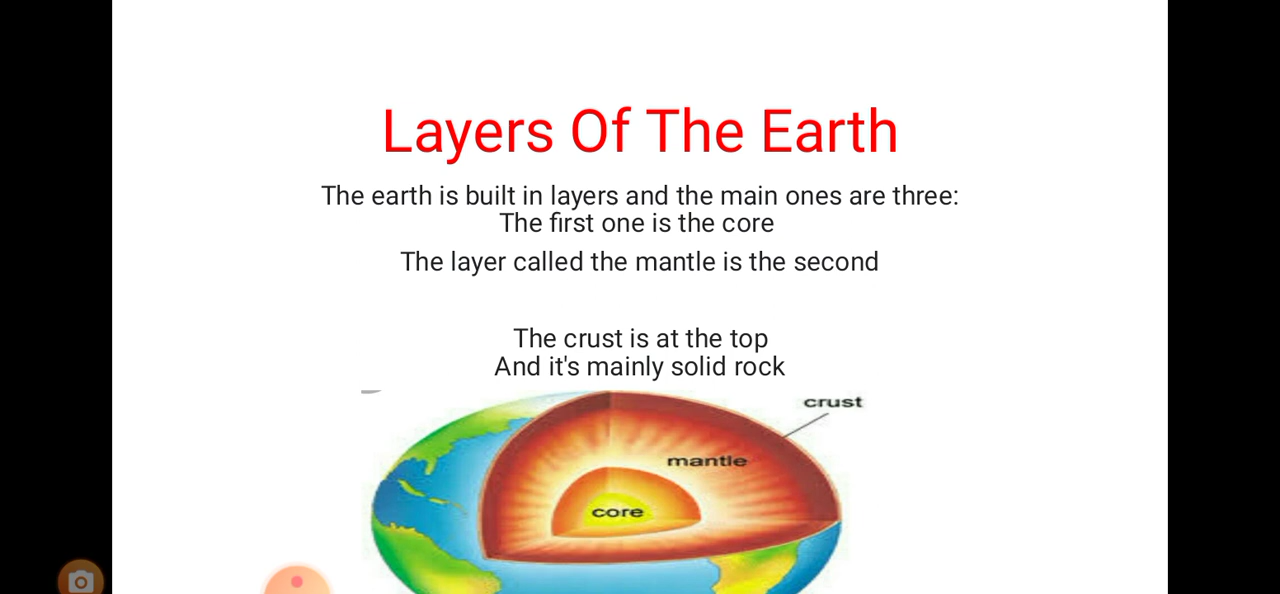 Layers Of The Earth
The earth is built in layers and the main ones are three:
The first one is the core
The layer called the mantle is the second
The crust is at the top
And it's mainly solid rock
crust
mantle
core